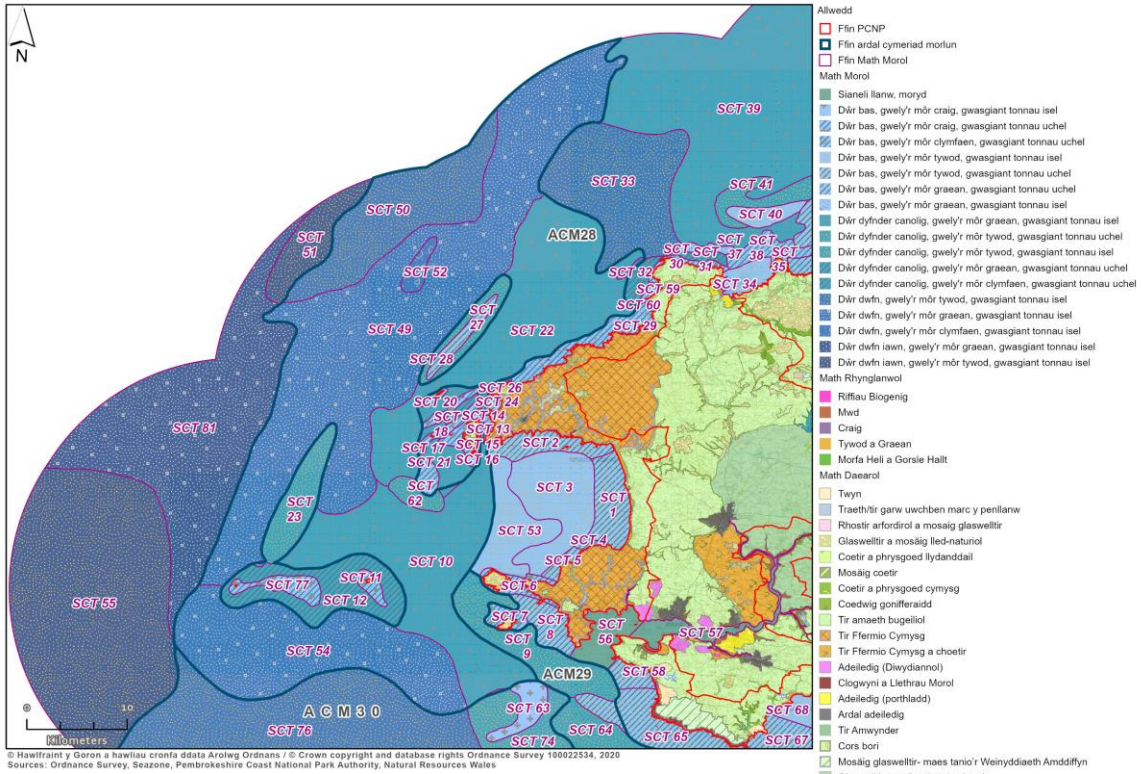 N
SCT 39
SCT 33
SCT 41
SCT 40
SCT 50
SCT 51
SCT 52
ACM28
SCT 30
SCT 31
SCT 37
SCT 38
SCT 35
SCT 34
SCT 32
SCT 59
SCT 60
SCT 29
SCT 27
SCT 22
SCT 49
SCT 28
SCT 26
SCT 24
SCT 20
SCT 14
SCT 18
SCT 13
SCT 17
SCT 15
SCT 2
SCT 21
SCT 16
SCT 62
SCT 81
SCT 23
SCT 3
SCT 1
SCT 53
SCT 4
SCT 5
SCT 10
SCT 6
SCT 77
SCT 11
SCT 12
SCT 7
SCT 8
SCT 9
SCT 56
SCT 57
SCT 55
SCT 54
ACM29
SCT 58
ACM30
SCT 63
SCT 64
SCT 68
SCT 76
SCT 74
SCT 65
SCT 67
0 10
Kilometers
Allwedd
Ffin PCNP
Ffin ardal cymeriad morlun
Ffin Math Morol
Math Morol
Sianeli llanw, moryd
Dŵr bas, gwely'r môr craig, gwasgiant tonnau isel
Dŵr bas, gwely'r môr craig, gwasgiant tonnau uchel
Dŵr bas, gwely'r môr clymfaen, gwasgiant tonnau uchel
Dŵr bas, gwely'r môr tywod, gwasgiant tonnau isel
Dŵr bas, gwely'r môr tywod, gwasgiant tonnau uchel
Dŵr bas, gwely'r môr graean, gwasgiant tonnau uchel
Dŵr bas, gwely'r môr graean, gwasgiant tonnau isel
Dŵr dyfnder canolig, gwely'r môr graean, gwasgiant tonnau isel
Dŵr dyfnder canolig, gwely'r môr tywod, gwasgiant tonnau uchel
Dŵr dyfnder canolig, gwely'r môr tywod, gwasgiant tonnau isel
Dŵr dyfnder canolig, gwely'r môr graean, gwasgiant tonnau uchel
Dŵr dyfnder canolig, gwely'r môr clymfaen, gwasgiant tonnau uchel
Dŵr dwfn, gwely'r môr tywod, gwasgiant tonnau isel
Dŵr dwfn, gwely'r môr graean, gwasgiant tonnau isel
Dŵr dwfn, gwely'r môr clymfaen, gwasgiant tonnau isel
Dŵr dwfn iawn, gwely'r môr graean, gwasgiant tonnau isel
Dŵr dwfn iawn, gwely'r môr tywod, gwasgiant tonnau isel
Math Rhynglanwol
Riffiau Biogenig
Mwd
Craig
Tywod a Graean
Morfa Heli a Gorsle Hallt
Math Daearol
Twyn
Traeth/tir garw uwchben marc y penllanw
Rhostir arfordirol a mosaig glaswelltir
Glaswelltir a mosäig lled-naturiol
Coetir a phrysgoed llydanddail
Mosäig coetir
Coetir a phrysgoed cymysg
Coedwig gonifferaidd
Tir amaeth bugeiliol
Tir Ffermio Cymysg
Tir Ffermio Cymysg a choetir
Adeiledig (Diwydiannol)
Clogwyni a Llethrau Morol
Adeiledig (porthladd)
Ardal adeiledig
Tir Amwynder
Cors bori
Mosäig glaswelltir- maes tanio'r Weinyddiaeth Amddiffyn
© Hawlfraint y Goron a hawliau cronfa ddata Arolwg Ordnans / © Crown copyright and database rights Ordnance Survey 100022534, 2020
Sources: Ordnance Survey, Seazone, Pembrokeshire Coast National Park Authority, Natural Resources Wales